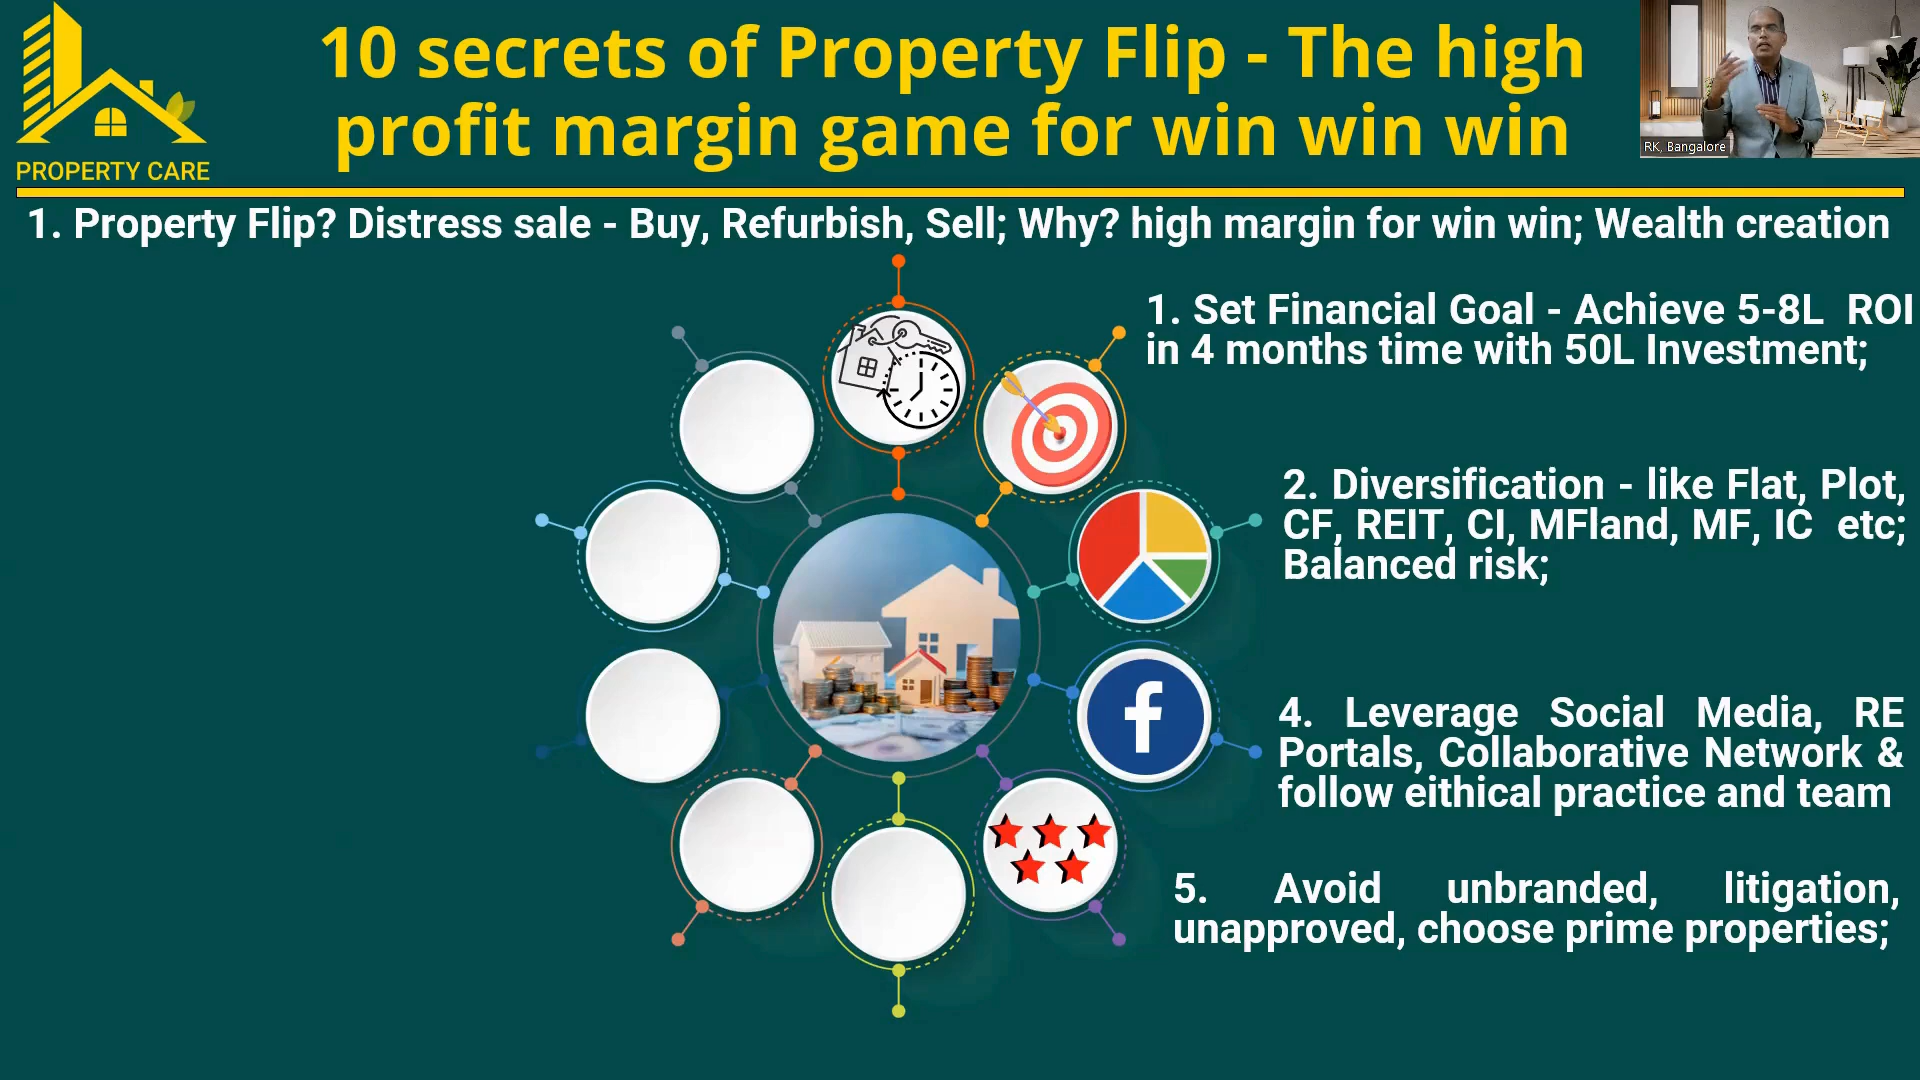 10 secrets of Property Flip - The high
profit margin game for win win win
PROPERTY CARE
RK, Bangalore
1. Property Flip? Distress sale - Buy, Refurbish, Sell; Why? high margin for win win; Wealth creation
1. Set Financial Goal - Achieve 5-8L ROI
in 4 months time with 50L Investment;
2. Diversification - like Flat, Plot,
CF, REIT, CI, MFland, MF, IC etc;
Balanced risk;
4. Leverage Social Media, RE
Portals, Collaborative Network &
follow eithical practice and team
5. Avoid unbranded, litigation,
unapproved, choose prime properties;